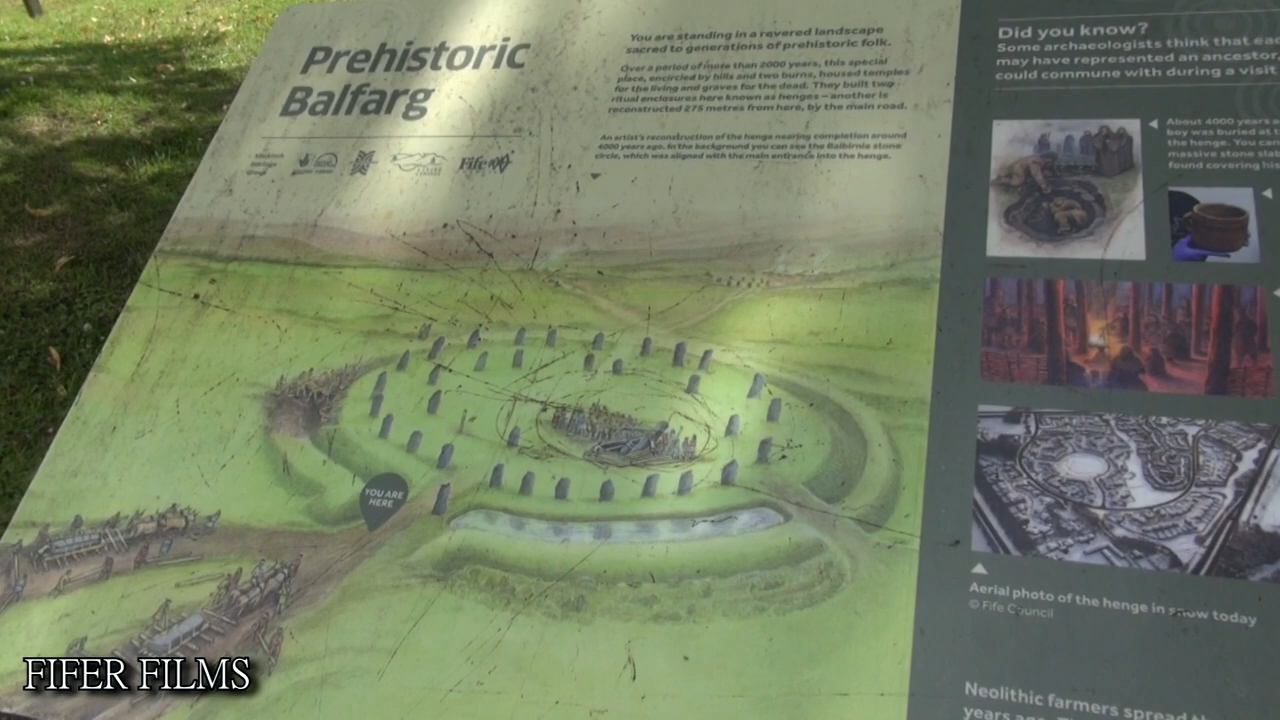 Prehistoric
Balfarg
Fife
You are standing in a revered landscape
sacred to generations of prehistoric folk.
Over a period of more than 2000 years, this special
place, encircled by hills and two burns, housed temples
for the living and graves for the dead. They built two
ritual enclosures here known as henges – another is
reconstructed 275 metres from here, by the main road.
An artist's reconstruction of the henge nearing completion around
4000 years ago. In the background you can see the Balbirnie stone
circle, which was aligned with the main entrance into the henge.
YOU ARE
HERE
Did you know?
Some archaeologists think that eac
may have represented an ancestor,
could commune with during a visit
About 4000 years a
boy was buried at t
the henge. You can
massive stone slab
found covering his
Aerial photo of the henge in snow today
© Fife Council
Neolithic farmers spread
years ago.
FIFER FILMS